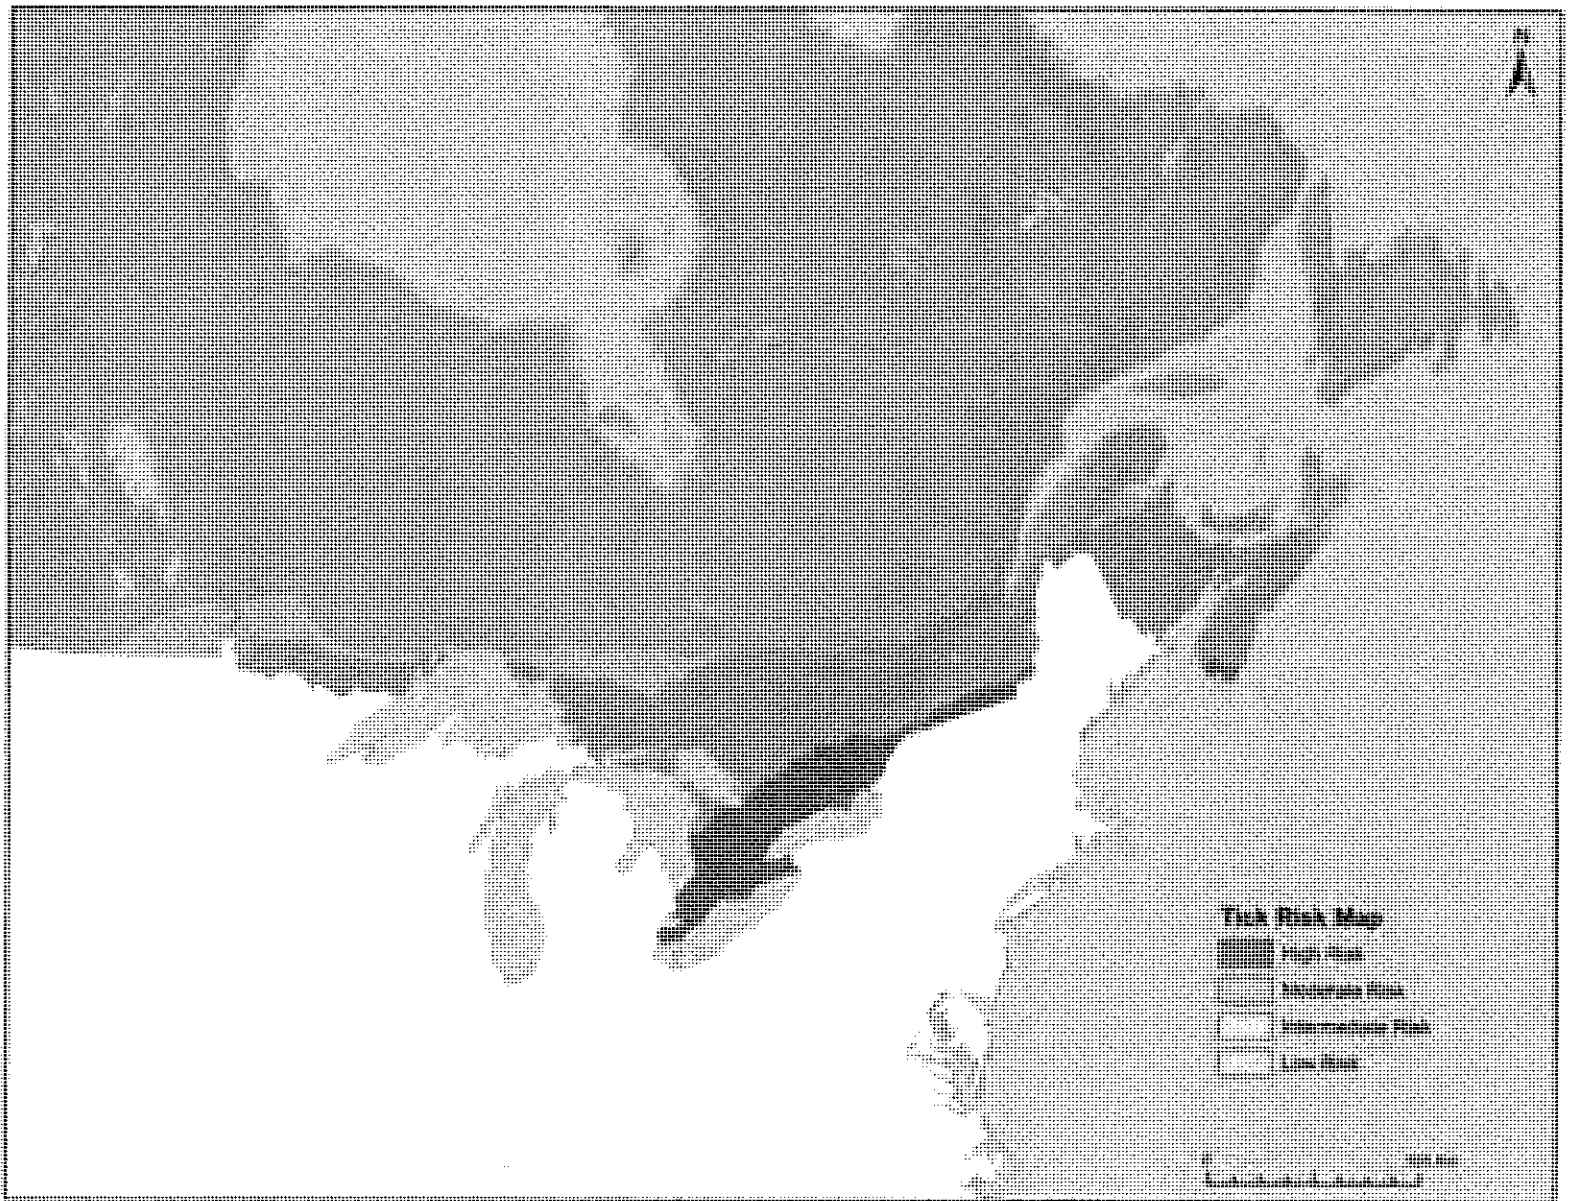 N
Tick Risk Map
High Risk
Moderate Risk
Intermediate Risk
Low Risk